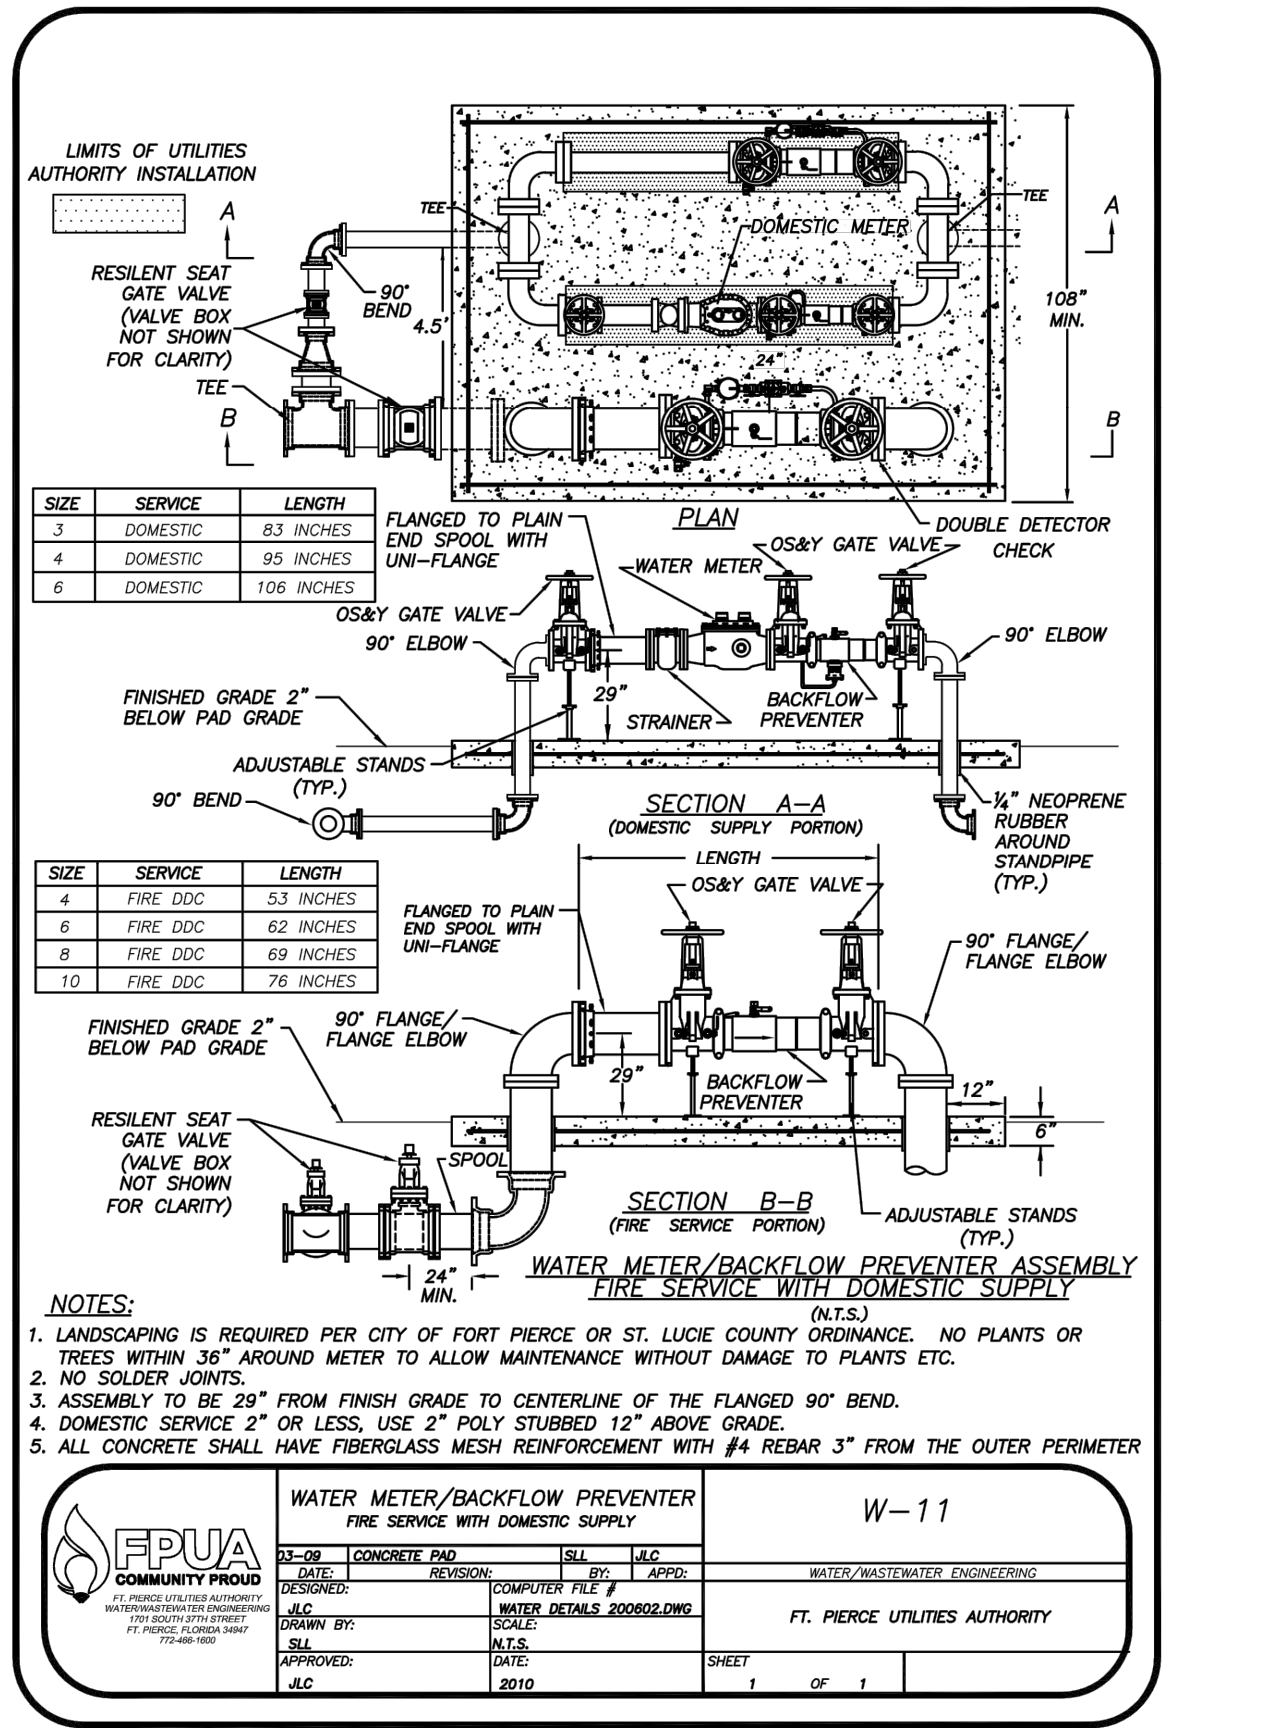 LIMITS OF UTILITIES
AUTHORITY INSTALLATION
A
A
TEE
TEE
DOMESTIC METER
RESILENT SEAT
GATE VALVE
(VALVE BOX
NOT SHOWN
FOR CLARITY)
90° BEND
4.5'
108" MIN.
24"
TEE
B
B
PLAN
SIZE SERVICE LENGTH
3 DOMESTIC 83 INCHES
4 DOMESTIC 95 INCHES
6 DOMESTIC 106 INCHES
FLANGED TO PLAIN
END SPOOL WITH
UNI-FLANGE
DOUBLE DETECTOR
CHECK
OS&Y GATE VALVE
WATER METER
OS&Y GATE VALVE
90° ELBOW
90° ELBOW
29"
FINISHED GRADE 2"
BELOW PAD GRADE
STRAINER
BACKFLOW
PREVENTER
ADJUSTABLE STANDS
(TYP.)
90° BEND
SECTION A-A
(DOMESTIC SUPPLY PORTION)
1/4" NEOPRENE
RUBBER
AROUND
STANDPIPE
(TYP.)
LENGTH
SIZE SERVICE LENGTH
4 FIRE DDC 53 INCHES
6 FIRE DDC 62 INCHES
8 FIRE DDC 69 INCHES
10 FIRE DDC 76 INCHES
OS&Y GATE VALVE
FLANGED TO PLAIN
END SPOOL WITH
UNI-FLANGE
90° FLANGE/
FLANGE ELBOW
FINISHED GRADE 2"
BELOW PAD GRADE
90° FLANGE/
FLANGE ELBOW
29"
BACKFLOW
PREVENTER
12"
6"
RESILENT SEAT
GATE VALVE
(VALVE BOX
NOT SHOWN
FOR CLARITY)
SPOOL
SECTION B-B
(FIRE SERVICE PORTION)
ADJUSTABLE STANDS
(TYP.)
24"
MIN.
WATER METER/BACKFLOW PREVENTER ASSEMBLY
FIRE SERVICE WITH DOMESTIC SUPPLY
(N.T.S.)
NOTES:
1. LANDSCAPING IS REQUIRED PER CITY OF FORT PIERCE OR ST. LUCIE COUNTY ORDINANCE. NO PLANTS OR
TREES WITHIN 36" AROUND METER TO ALLOW MAINTENANCE WITHOUT DAMAGE TO PLANTS ETC.
2. NO SOLDER JOINTS.
3. ASSEMBLY TO BE 29" FROM FINISH GRADE TO CENTERLINE OF THE FLANGED 90° BEND.
4. DOMESTIC SERVICE 2" OR LESS, USE 2" POLY STUBBED 12" ABOVE GRADE.
5. ALL CONCRETE SHALL HAVE FIBERGLASS MESH REINFORCEMENT WITH #4 REBAR 3" FROM THE OUTER PERIMETER
FPUA
COMMUNITY PROUD
FT. PIERCE UTILITIES AUTHORITY
WATER/WASTEWATER ENGINEERING
1701 SOUTH 37TH STREET
FT. PIERCE, FLORIDA 34947
772-466-1600
WATER METER/BACKFLOW PREVENTER
FIRE SERVICE WITH DOMESTIC SUPPLY
03-09 CONCRETE PAD SLL JLC
DATE: REVISION: BY: APPD:
DESIGNED: COMPUTER FILE #
JLC WATER DETAILS 200602.DWG
DRAWN BY: SCALE:
SLL N.T.S.
APPROVED: DATE:
JLC 2010
W-11
WATER/WASTEWATER ENGINEERING
FT. PIERCE UTILITIES AUTHORITY
SHEET
1 OF 1